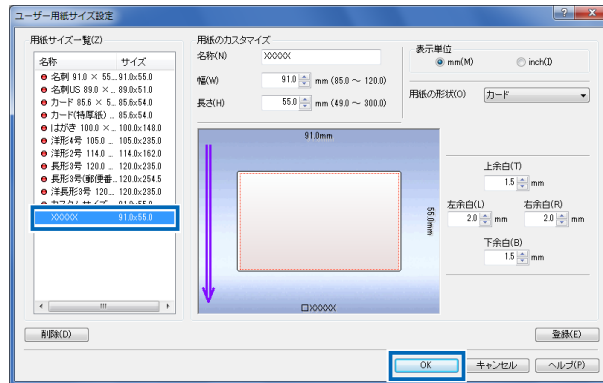 ユーザー用紙サイズ設定
用紙サイズ一覧(Z)
名称 サイズ
名刺 91.0 × 55... 91.0x55.0
名刺US 89.0 ×... 89.0x51.0
カード 85.6 × 5... 85.6x54.0
カード(特厚紙) ... 85.6x54.0
はがき 100.0 ×... 100.0x148.0
洋形4号 105.0 ... 105.0x235.0
洋形2号 114.0 ... 114.0x162.0
長形3号 120.0 ... 120.0x235.0
長形3号(郵便番... 120.0x254.5
洋長形3号 120... 120.0x235.0
XXXXX 91.0x55.0
削除(D)
用紙のカスタマイズ
名称(N) XXXXX
幅(W) 91.0 mm (85.0 ~ 120.0)
長さ(H) 55.0 mm (49.0 ~ 300.0)
表示単位
mm(M) inch(I)
用紙の形状(O) カード
91.0mm
55.0mm
口XXXXX
上余白(T)
1.5 mm
左余白(L) 右余白(R)
2.0 mm 2.0 mm
下余白(B)
1.5 mm
登録(E)
OK キャンセル ヘルプ(P)